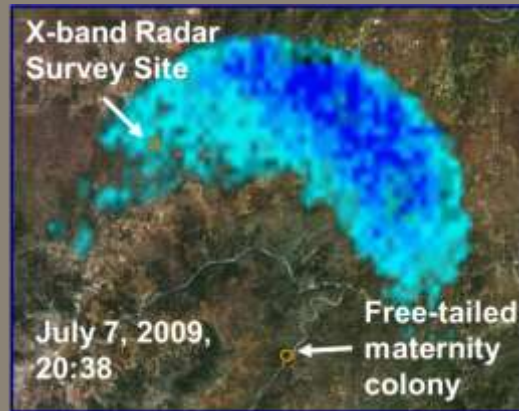 X-band Radar
Survey Site
July 7, 2009,
20:38
Free-tailed
maternity
colony